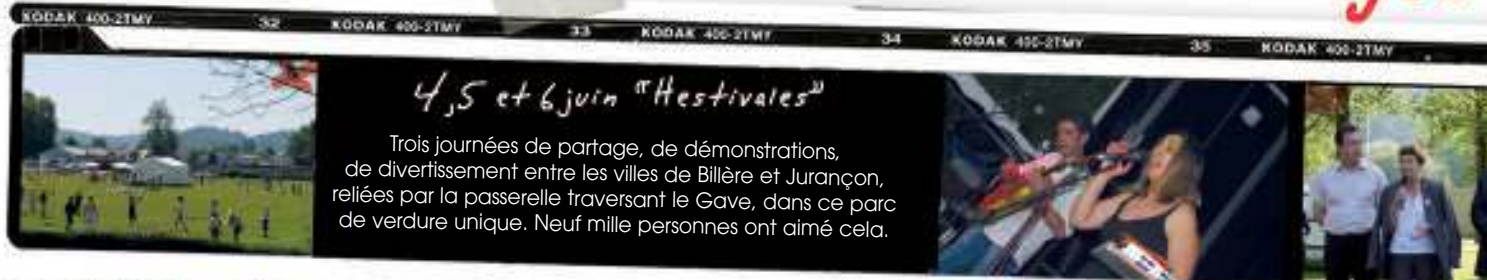 KODAK 400-2TMY 32 KODAK 400-2TMY 33 KODAK 400-2TMY 34 KODAK 400-2TMY 35 KODAK 400-2TMY
4,5 et 6 juin "Hestivales"
Trois journées de partage, de démonstrations,
de divertissement entre les villes de Billère et Jurançon,
reliées par la passerelle traversant le Gave, dans ce parc
de verdure unique. Neuf mille personnes ont aimé cela.